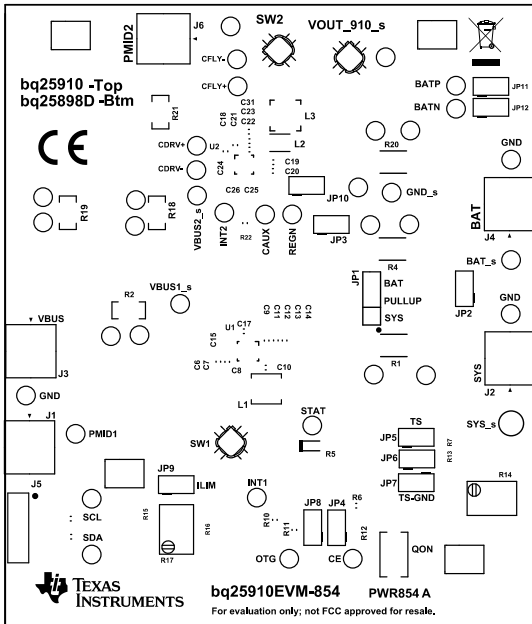 J6
PMID2
SW2
VOUT_910_s
CFLY-
CFLY+
bq25910 -Top
bq25898D -Btm
BATP
JP11
BATN
JP12
R21
C31
C23
C18
C21
C22
L3
L2
CE
CDRV+
U2
CDRV-
C24
C19
C20
C26
C25
R20
GND
JP10
GND_s
BAT
J4
R19
R18
VBUS2_s
INT2
R22
CAUX
REGN
JP3
R4
JP1
BAT
PULLUP
SYS
BAT_s
JP2
GND
VBUS1_s
R2
C9
C11
C12
C13
C14
U1
C17
C15
C6
C7
C8
C10
L1
R1
VBUS
J3
GND
SYS
J2
J1
PMID1
SW1
STAT
R5
TS
JP5
JP6
JP7
TS-GND
R7
R13
SYS_s
J5
JP9
ILIM
INT1
R14
SCL
SDA
R15
R16
R17
R10
R11
JP8
JP4
R6
R12
OTG
CE
QON
TEXAS
INSTRUMENTS
bq25910EVM-854
PWR854 A
For evaluation only; not FCC approved for resale.